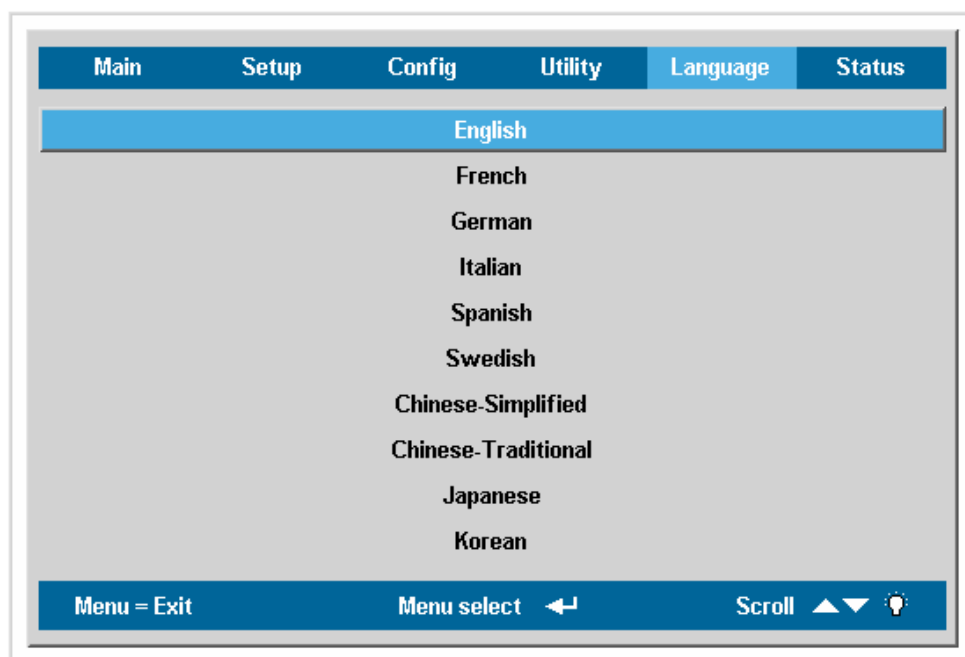 Main Setup Config Utility Language Status
English
French
German
Italian
Spanish
Swedish
Chinese-Simplified
Chinese-Traditional
Japanese
Korean
Menu = Exit Menu select Scroll